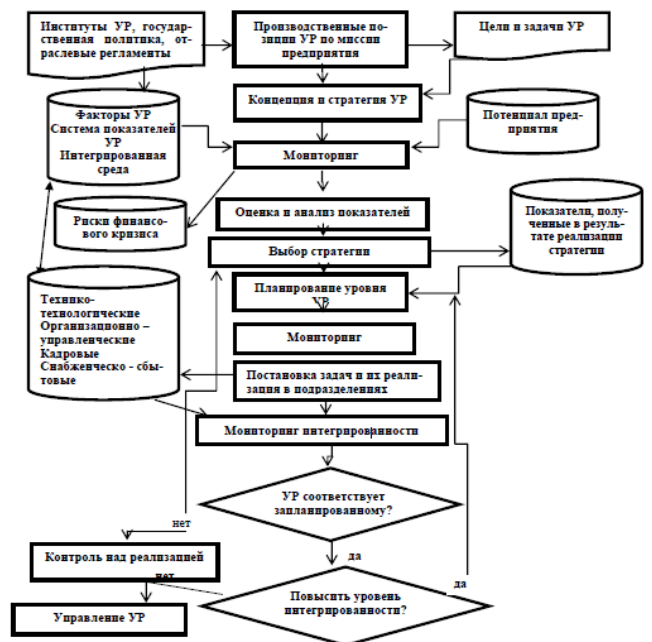 Институты УР, государ-
ственная политика, от-
раслевые регламенты
Производственные по-
зиции УР по миссии
предприятия
Цели и задачи УР
Концепция и стратегия УР
Факторы УР
Система показателей
УР
Интегрированная
среда
Потенциал пред-
приятия
Мониторинг
Оценка и анализ показателей
Риски финансо-
вого кризиса
Показатели, полу-
ченные в резуль-
тате реализации
стратегии
Выбор стратегии
Планирование уровня
УР
Технико-
технологические
Организационно –
управленческие
Кадровые
Снабженческо - сбы-
товые
Мониторинг
Постановка задач и их реали-
зация в подразделениях
Мониторинг интегрированности
УР соответствует
запланированному?
нет
да
Контроль над реализацией
нет
Повысить уровень
интегрированности?
да
Управление УР